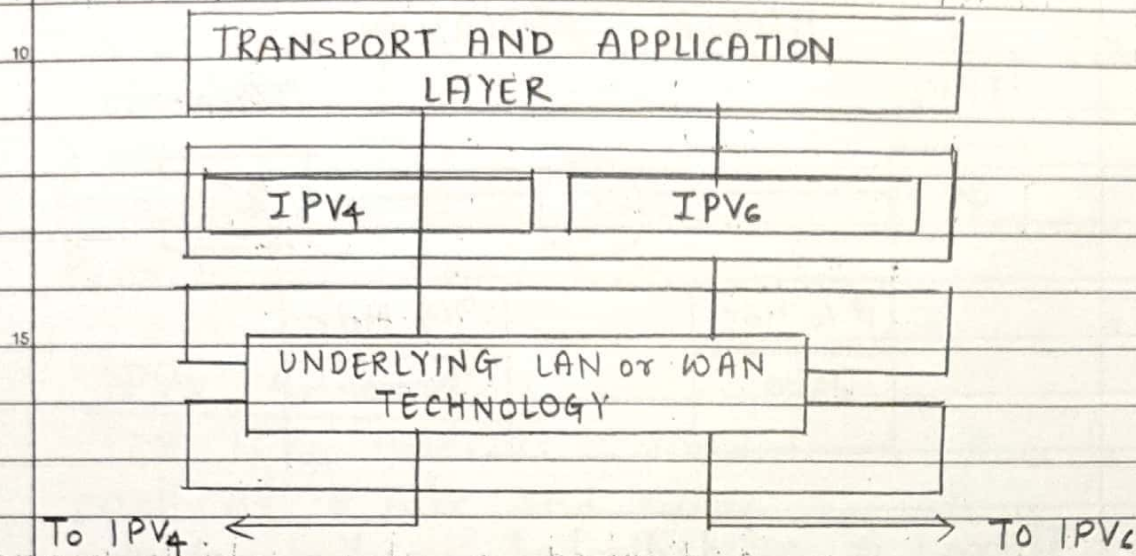 10
TRANSPORT AND APPLICATION
LAYER
IPV4
IPV6
15
UNDERLYING LAN or WAN
TECHNOLOGY
To IPV4.
To IPV6